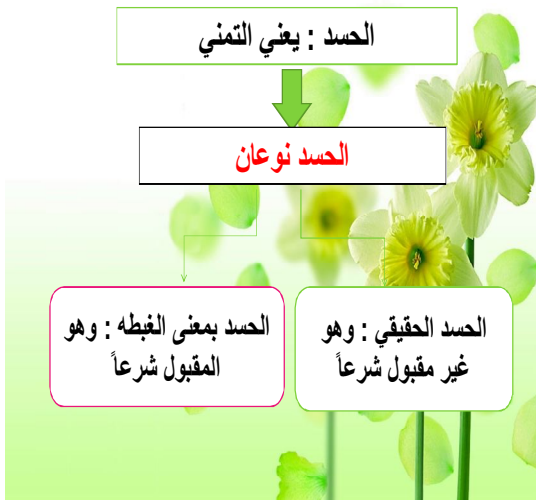 الحسد : يعني التمني
الحسد نوعان
الحسد الحقيقي : وهو
غير مقبول شرعاً
الحسد بمعنى الغبطه : وهو
المقبول شرعاً